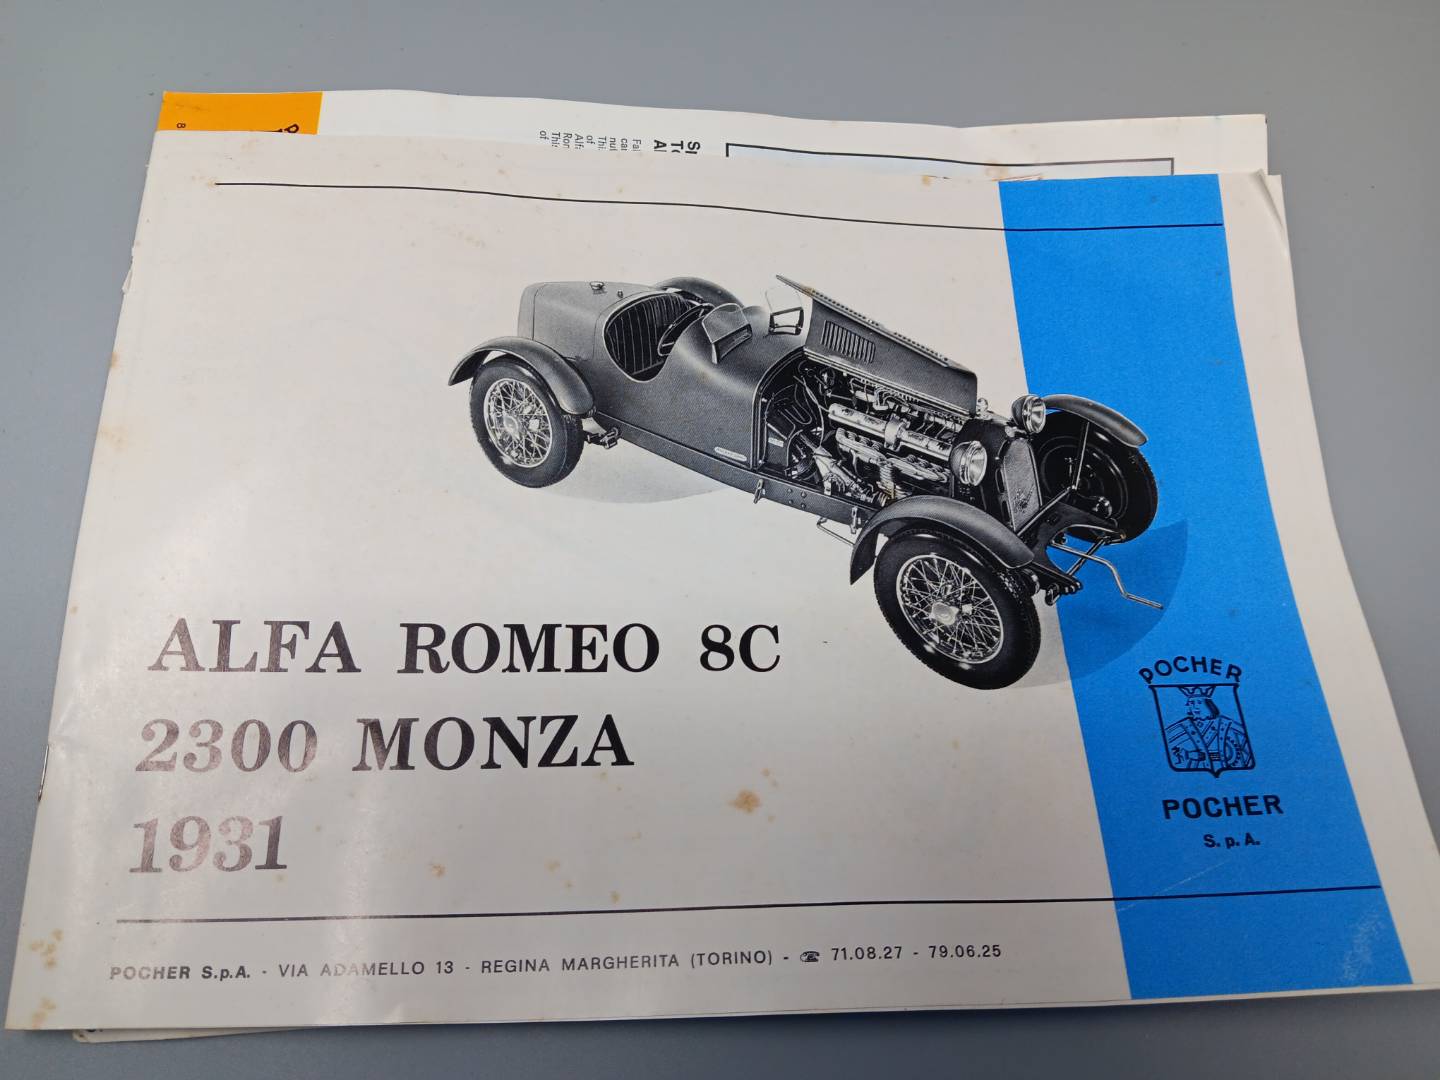 ALFA ROMEO 8C
2300 MONZA
1931
POCHER
POCHER
S.p.A.
POCHER S.p.A. - VIA ADAMELLO 13 - REGINA MARGHERITA (TORINO) - ☎ 71.08.27 - 79.06.25